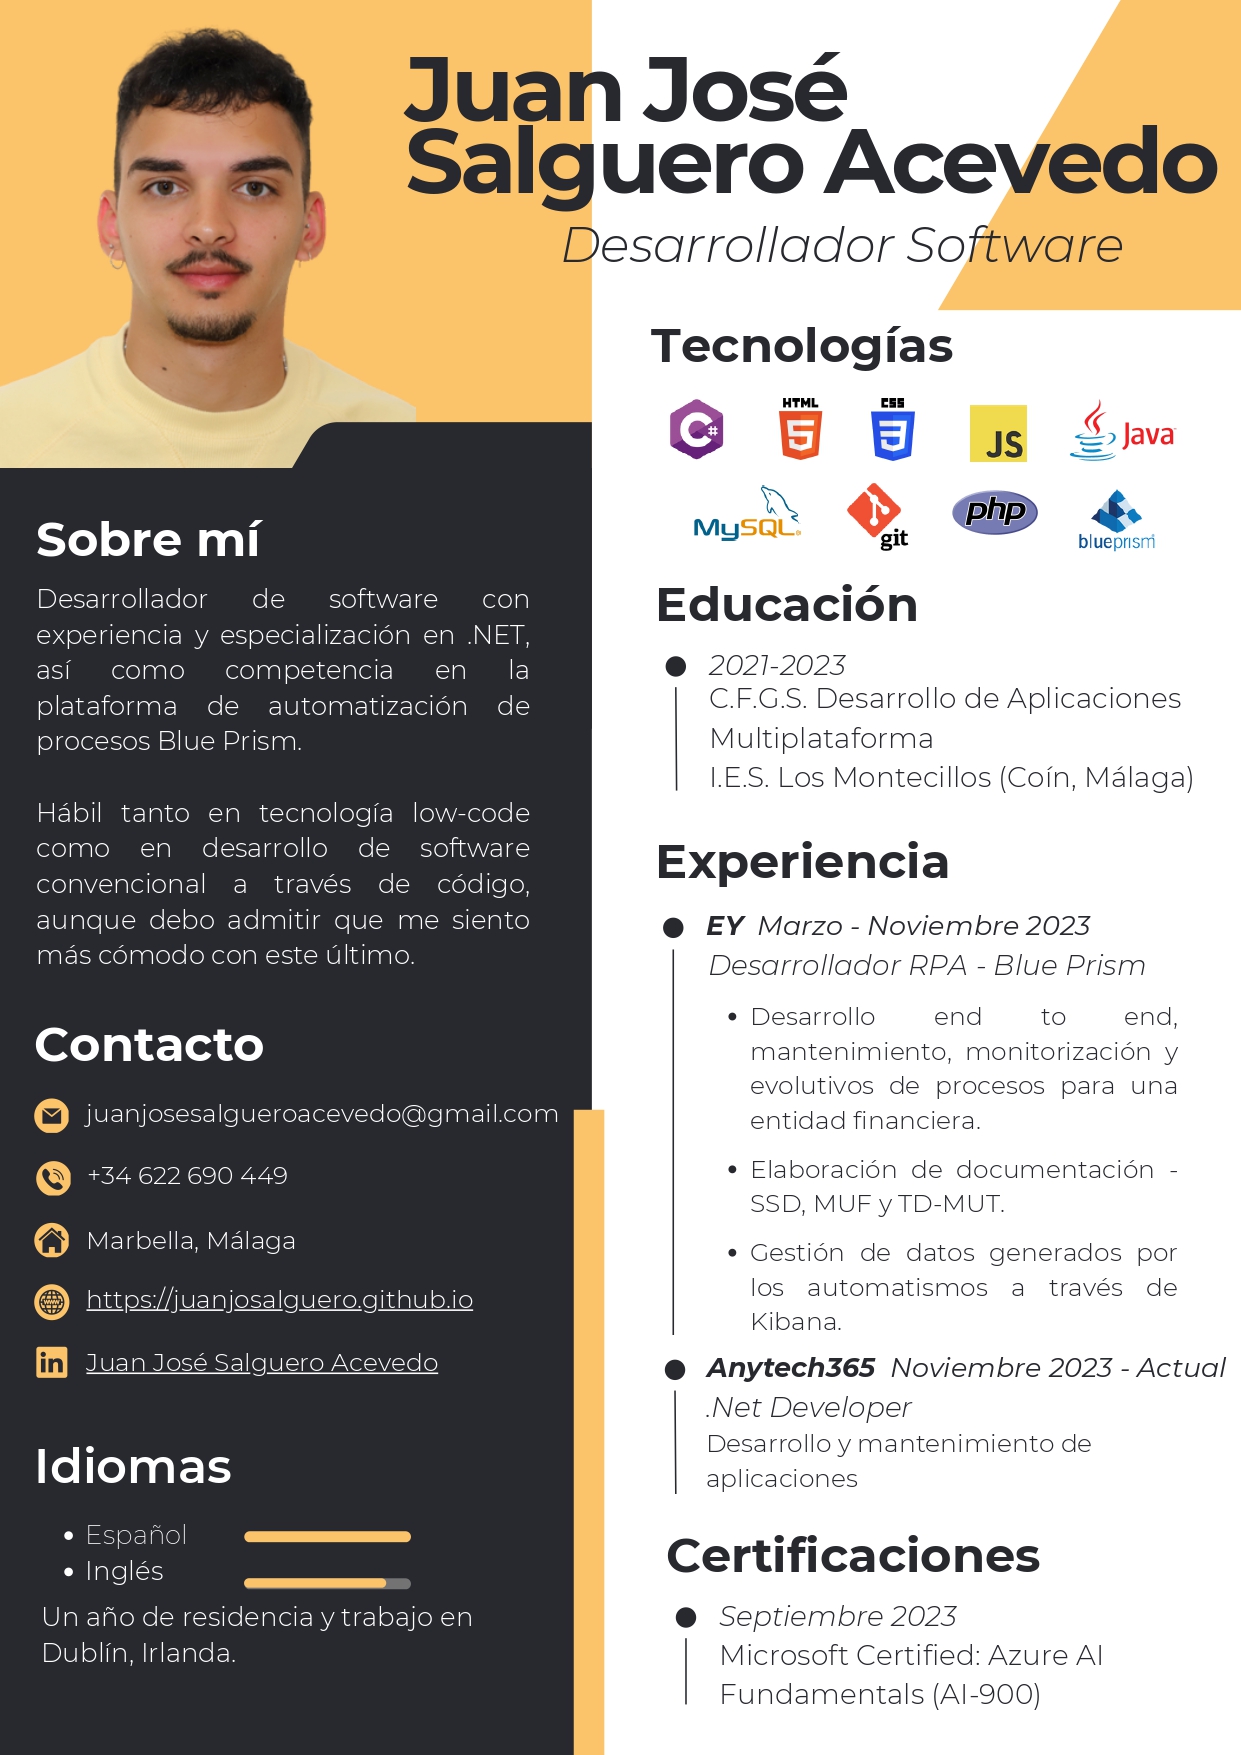 Juan José
Salguero Acevedo
Desarrollador Software
Sobre mí
Desarrollador de software con
experiencia y especialización en .NET,
así como competencia en la
plataforma de automatización de
procesos Blue Prism.
Hábil tanto en tecnología low-code
como en desarrollo de software
convencional a través de código,
aunque debo admitir que me siento
más cómodo con este último.
Contacto
juanjosesalgueroacevedo@gmail.com
+34 622 690 449
Marbella, Málaga
https://juanjosalguero.github.io
Juan José Salguero Acevedo
Idiomas
• Español
• Inglés
Un año de residencia y trabajo en
Dublín, Irlanda.
Tecnologías
C# HTML 5 CSS 3 JS Java
MySQL git php blueprism
Educación
2021-2023
C.F.G.S. Desarrollo de Aplicaciones
Multiplataforma
I.E.S. Los Montecillos (Coín, Málaga)
Experiencia
EY Marzo - Noviembre 2023
Desarrollador RPA - Blue Prism
• Desarrollo end to end,
mantenimiento, monitorización y
evolutivos de procesos para una
entidad financiera.
• Elaboración de documentación -
SSD, MUF y TD-MUT.
• Gestión de datos generados por
los automatismos a través de
Kibana.
Anytech365 Noviembre 2023 - Actual
.Net Developer
Desarrollo y mantenimiento de
aplicaciones
Certificaciones
Septiembre 2023
Microsoft Certified: Azure AI
Fundamentals (AI-900)